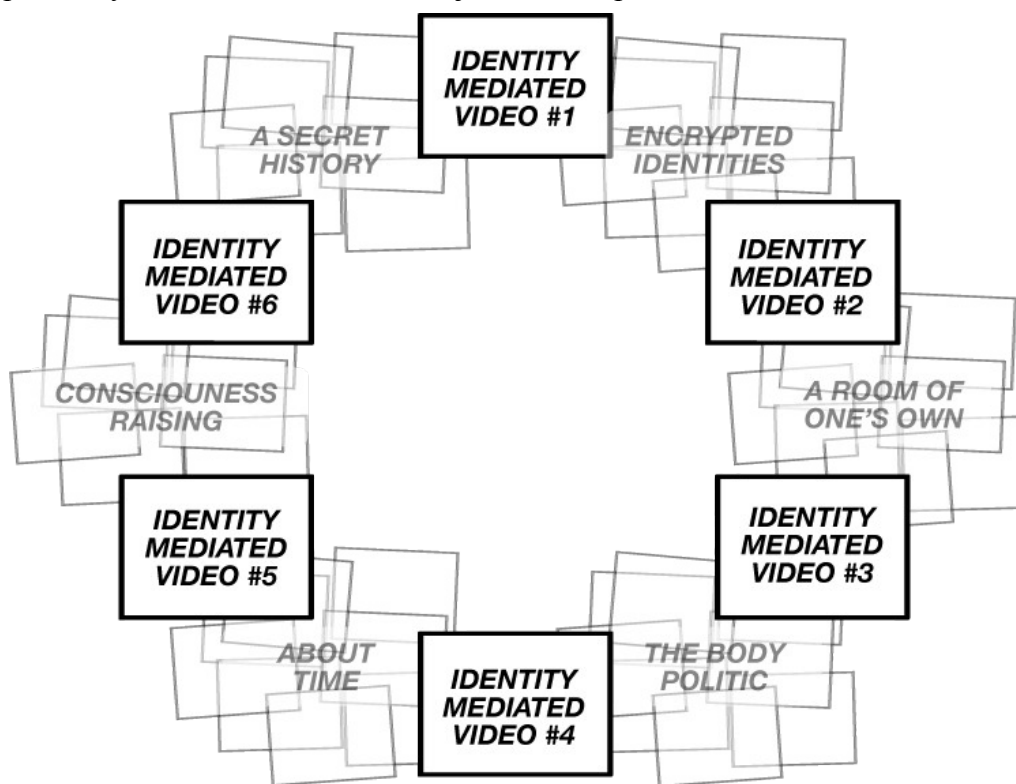 IDENTITY
MEDIATED
VIDEO #1
A SECRET
HISTORY
ENCRYPTED
IDENTITIES
IDENTITY
MEDIATED
VIDEO #6
IDENTITY
MEDIATED
VIDEO #2
CONSCIOUNESS
RAISING
A ROOM OF
ONE'S OWN
IDENTITY
MEDIATED
VIDEO #5
IDENTITY
MEDIATED
VIDEO #3
ABOUT
TIME
THE BODY
POLITIC
IDENTITY
MEDIATED
VIDEO #4